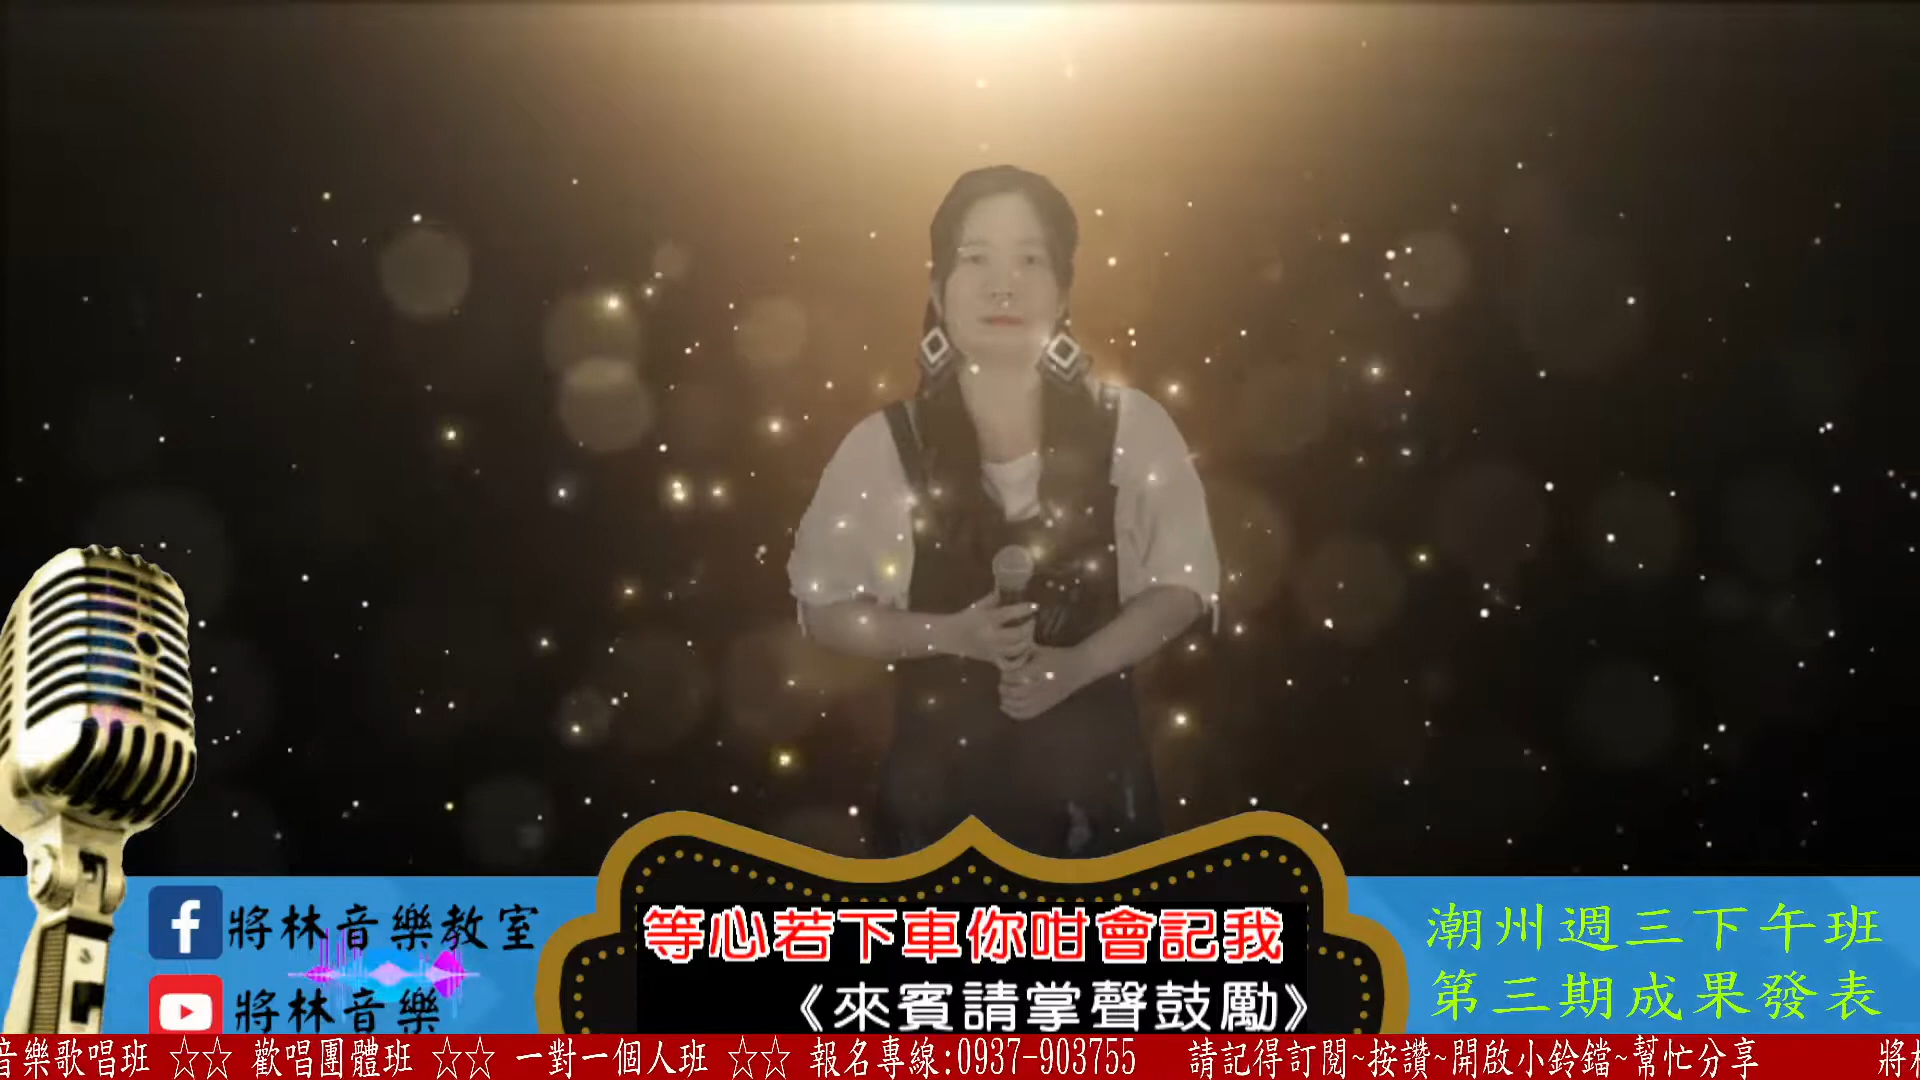 將林音樂教室
將林音樂
等心若下車你咁會記我
《來賓請掌聲鼓勵》
潮州週三下午班
第三期成果發表
音樂歌唱班 ☆☆ 歡唱團體班 ☆☆ 一對一個人班 ☆☆ 報名專線:0937-903755 請記得訂閱~按讚~開啟小鈴鐺~幫忙分享 將